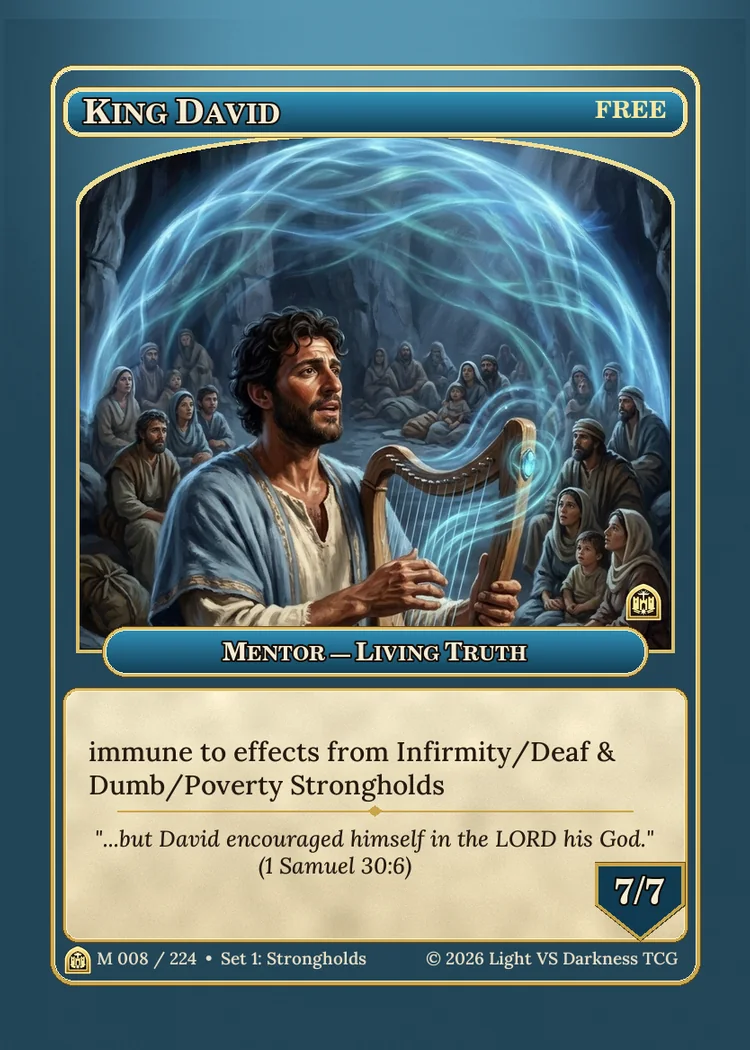 King David
FREE
Mentor — Living Truth
immune to effects from Infirmity/Deaf &
Dumb/Poverty Strongholds
"...but David encouraged himself in the LORD his God."
(1 Samuel 30:6)
7/7
M 008 / 224 • Set 1: Strongholds
© 2026 Light VS Darkness TCG